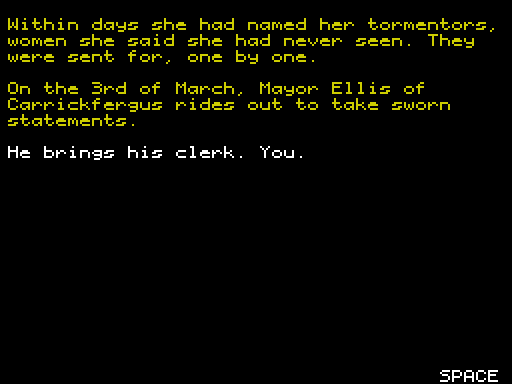 Within days she had named her tormentors,
women she said she had never seen. They
were sent for, one by one.
On the 3rd of March, Mayor Ellis of
Carrickfergus rides out to take sworn
statements.
He brings his clerk. You.
SPACE